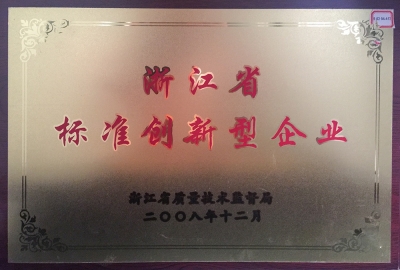 浙江省
标准创新型企业
浙江省质量技术监督局
二〇〇八年十二月